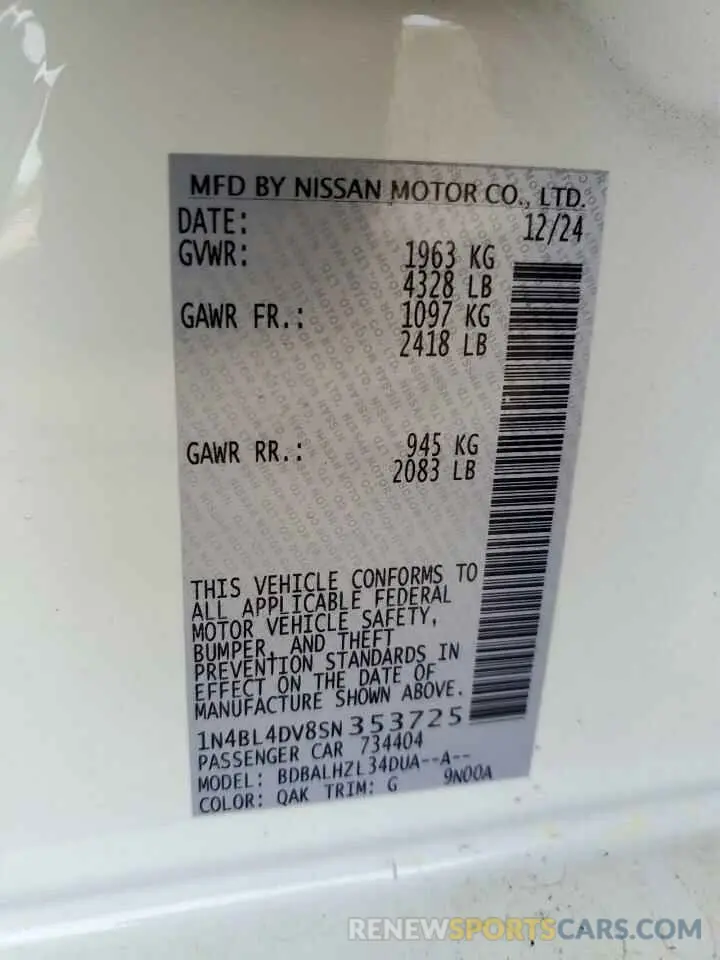 MFD BY NISSAN MOTOR CO., LTD.
DATE: 12/24
GVWR: 1963 KG
4328 LB
GAWR FR.: 1097 KG
2418 LB
GAWR RR.: 945 KG
2083 LB
THIS VEHICLE CONFORMS TO
ALL APPLICABLE FEDERAL
MOTOR VEHICLE SAFETY,
BUMPER, AND THEFT
PREVENTION STANDARDS IN
EFFECT ON THE DATE OF
MANUFACTURE SHOWN ABOVE.
1N4BL4DV8SN353725
PASSENGER CAR 734404
MODEL: BDBALHZL34DUA--A--
COLOR: QAK TRIM: G 9N00A
RENEWSPORTSCARS.COM